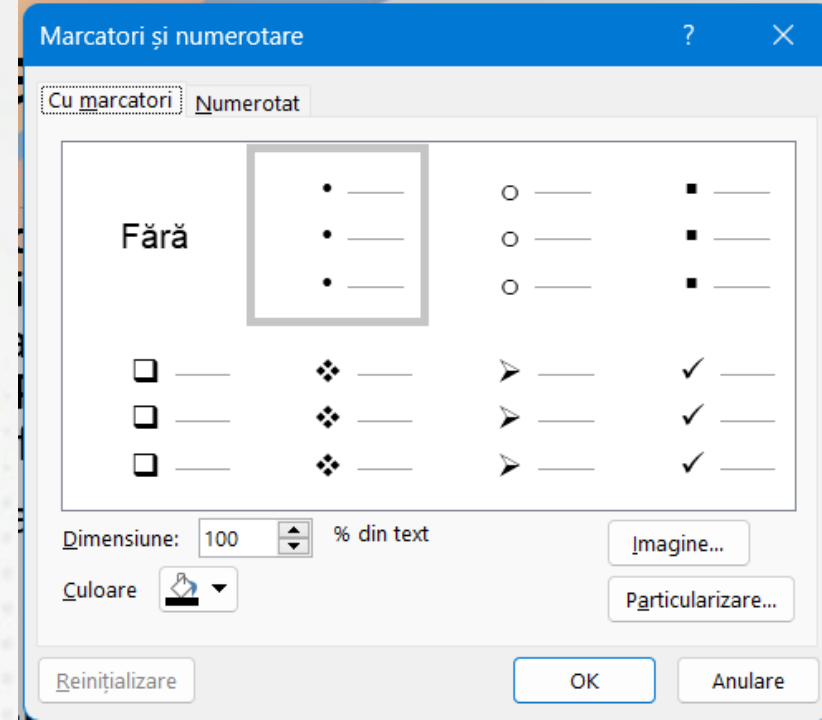 Marcatori și numerotare
Cu marcatori Numerotat
Fără
Dimensiune: 100 % din text
Imagine...
Culoare
Particularizare...
Reinițializare OK Anulare